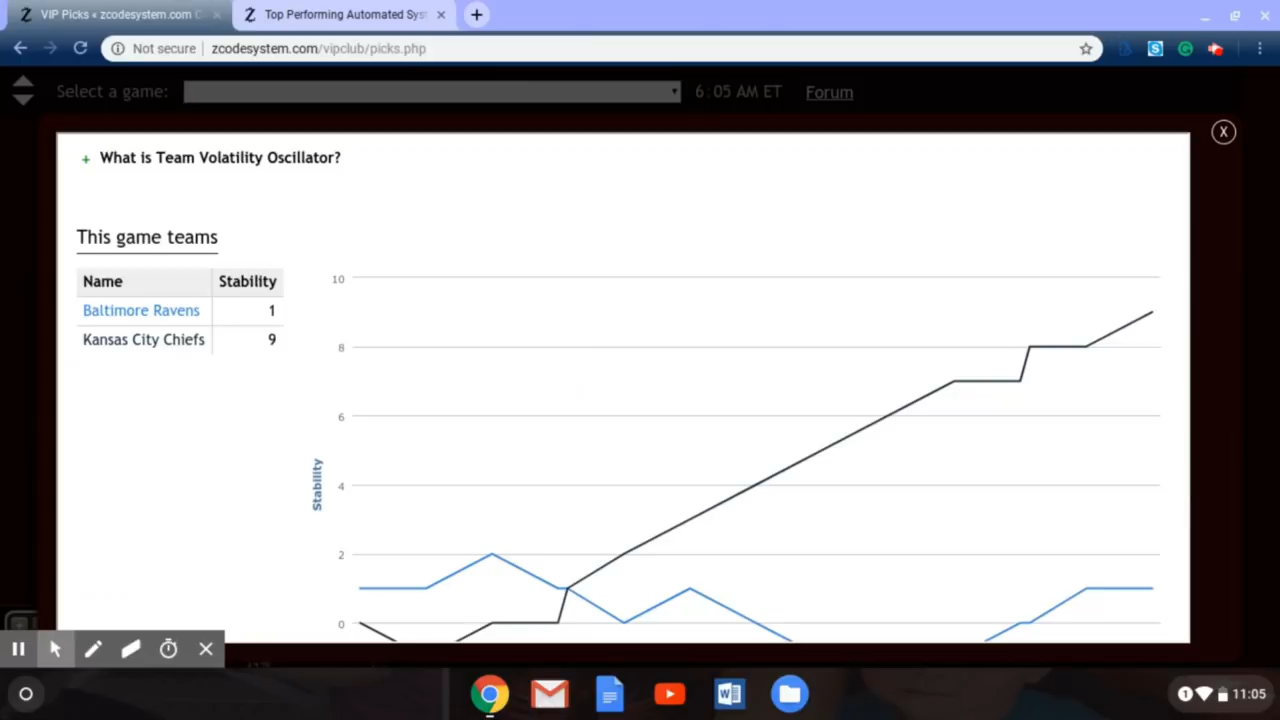 VIP Picks « zcodesystem.com
Top Performing Automated Sys
Not secure
zcodesystem.com/vipclub/picks.php
Select a game:
6:05 AM ET
Forum
X
+ What is Team Volatility Oscillator?
This game teams
Name Stability
Baltimore Ravens 1
Kansas City Chiefs 9
10
8
6
4
2
0
Stability
1
11:05